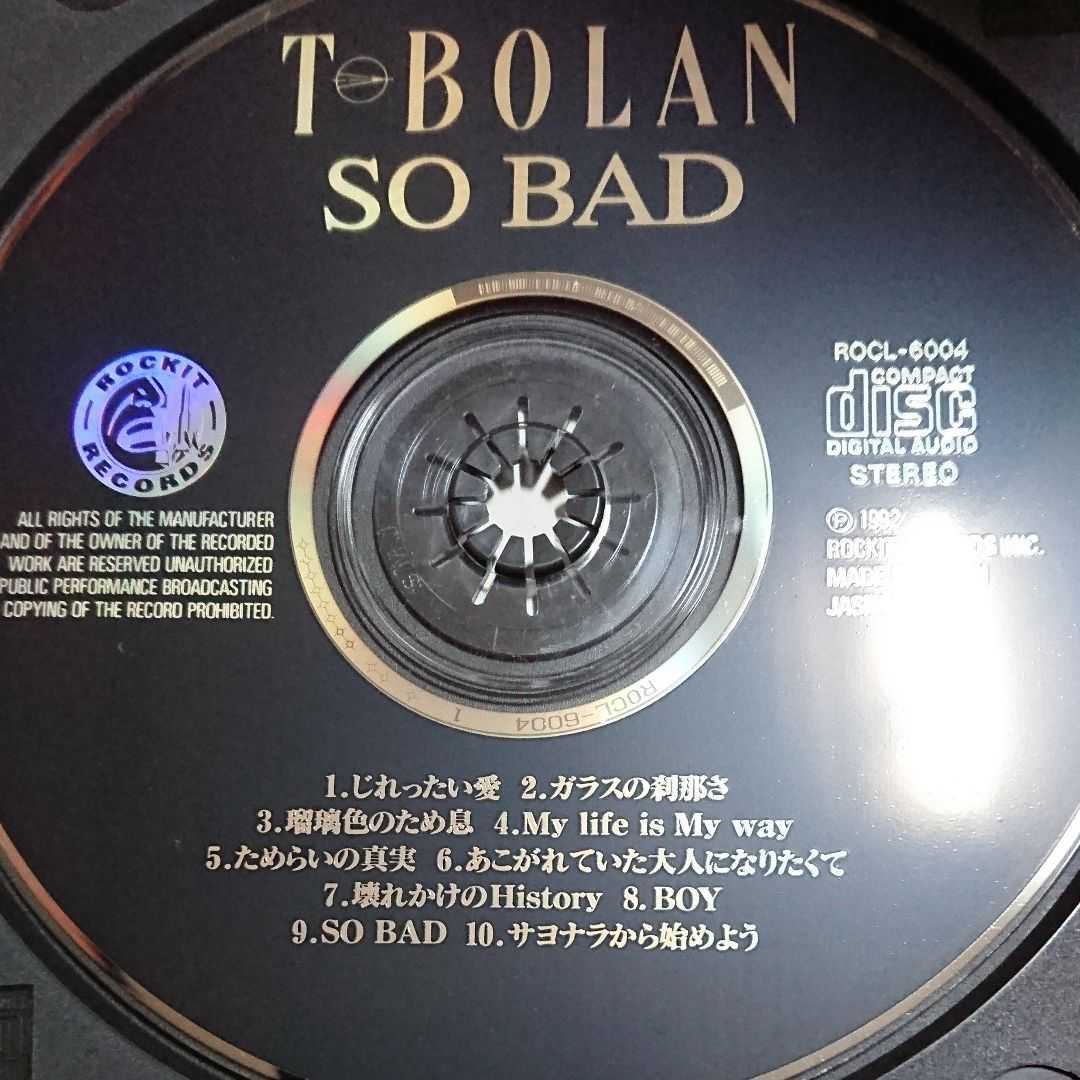 T-BOLAN
SO BAD
ROCKIT RECORDS
ALL RIGHTS OF THE MANUFACTURER
AND OF THE OWNER OF THE RECORDED
WORK ARE RESERVED UNAUTHORIZED
PUBLIC PERFORMANCE BROADCASTING
COPYING OF THE RECORD PROHIBITED.
ROCL-6004
COMPACT
disc
DIGITAL AUDIO
STEREO
Ⓟ 1992
INC.
ROCL-6004 1
1.じれったい愛 2.ガラスの刹那さ
3.瑠璃色のため息 4.My life is My way
5.ためらいの真実 6.あこがれていた大人になりたくて
7.壊れかけのHistory 8.BOY
9.SO BAD 10.サヨナラから始めよう